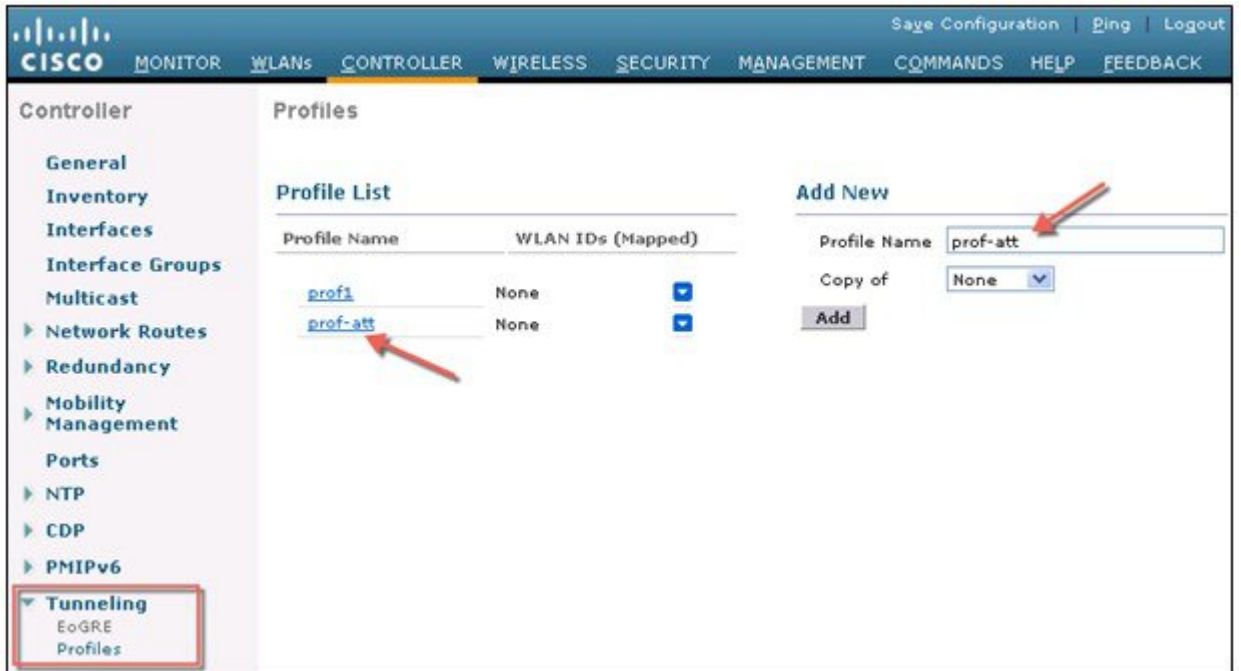 Save Configuration | Ping | Logout
CISCO MONITOR WLANs CONTROLLER WIRELESS SECURITY MANAGEMENT COMMANDS HELP FEEDBACK
Controller
General
Inventory
Interfaces
Interface Groups
Multicast
Network Routes
Redundancy
Mobility
Management
Ports
NTP
CDP
PMIPv6
Tunneling
EoGRE
Profiles
Profiles
Profile List
Profile Name WLAN IDs (Mapped)
prof1 None
prof-att None
Add New
Profile Name prof-att
Copy of None
Add